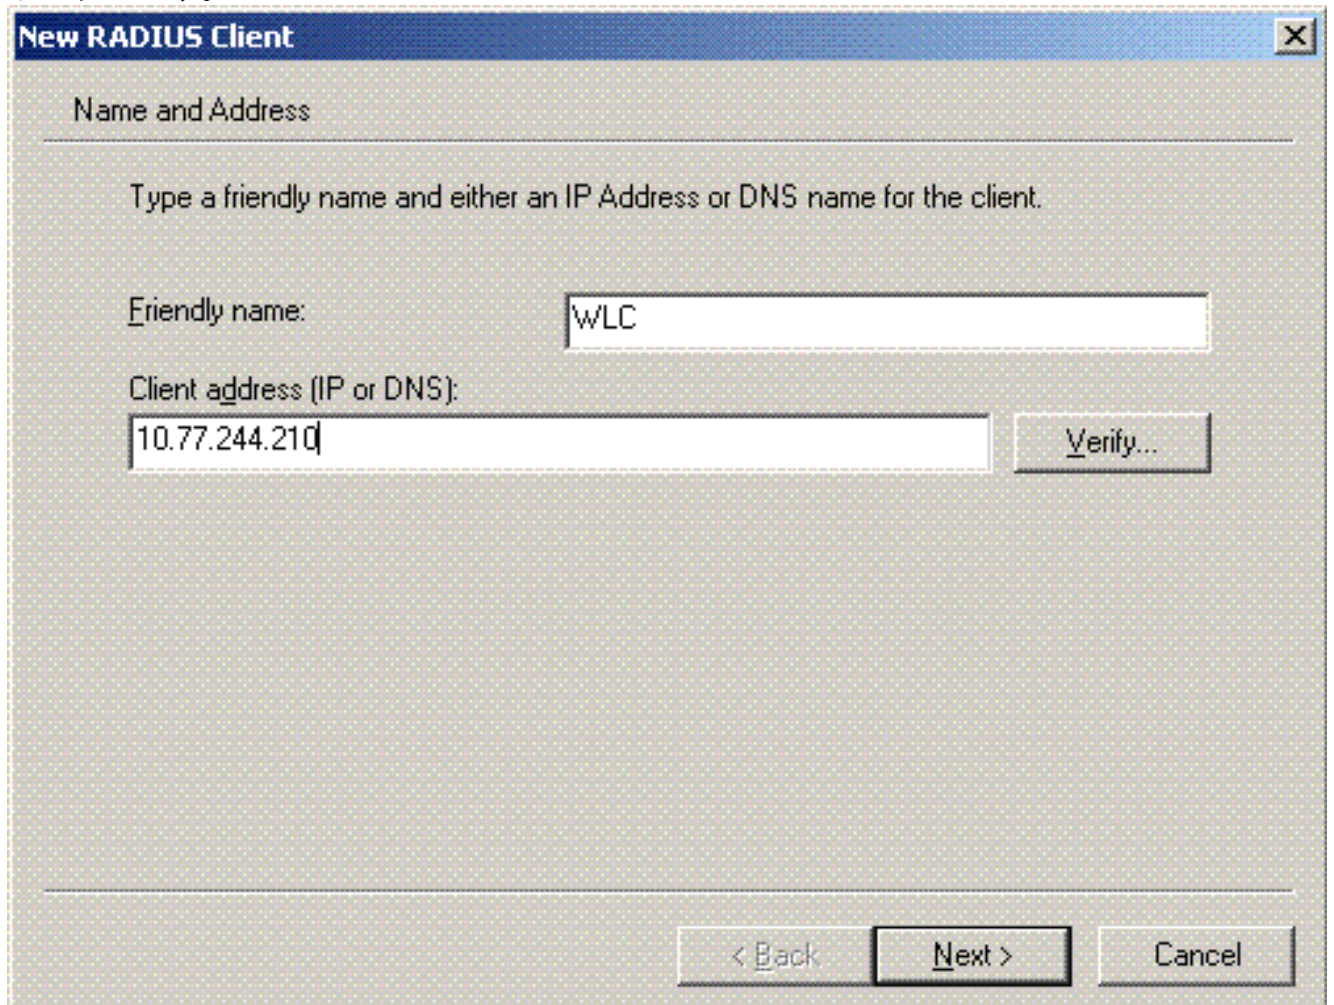 New RADIUS Client
Name and Address
Type a friendly name and either an IP Address or DNS name for the client.
Friendly name:
WLC
Client address (IP or DNS):
10.77.244.210
Verify...
< Back
Next >
Cancel